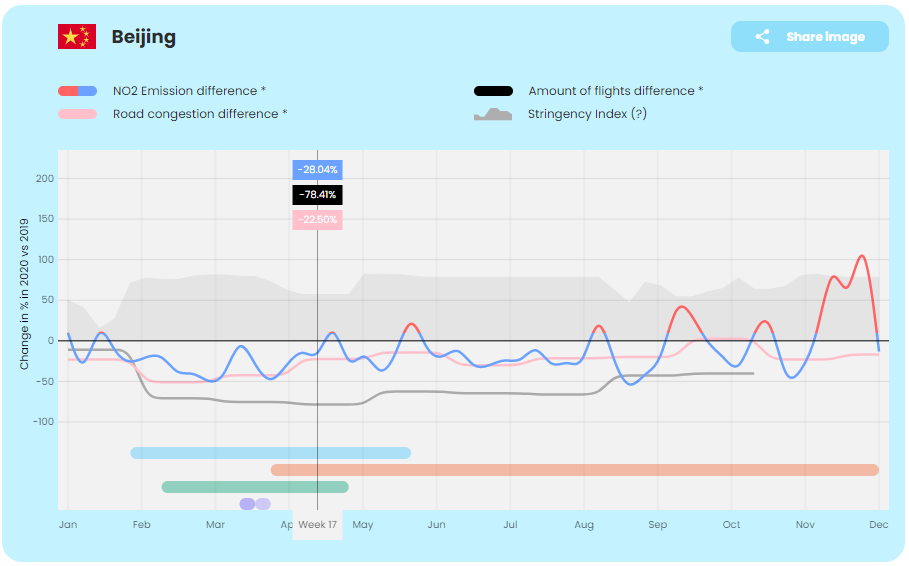 Beijing
Share image
NO2 Emission difference *
Amount of flights difference *
Road congestion difference *
Stringency Index (?)
Change in % in 2020 vs 2019
200
150
100
50
0
-50
-100
-28.04%
-78.41%
-22.50%
Jan Feb Mar Ap Week 17 May Jun Jul Aug Sep Oct Nov Dec